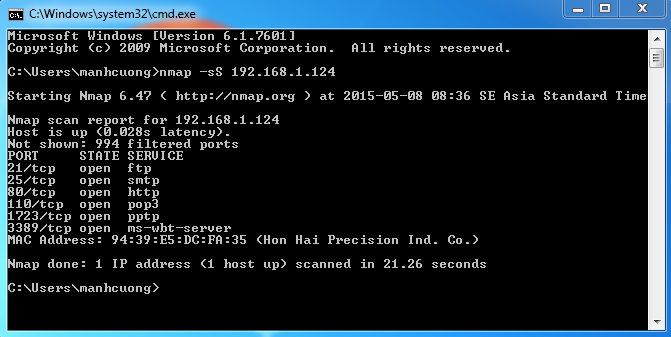 C:\Windows\system32\cmd.exe
Microsoft Windows [Version 6.1.7601]
Copyright (c) 2009 Microsoft Corporation.  All rights reserved.
C:\Users\manhcuong>nmap -sS 192.168.1.124
Starting Nmap 6.47 ( http://nmap.org ) at 2015-05-08 08:36 SE Asia Standard Time
Nmap scan report for 192.168.1.124
Host is up (0.028s latency).
Not shown: 994 filtered ports
PORT     STATE SERVICE
21/tcp   open  ftp
25/tcp   open  smtp
80/tcp   open  http
110/tcp  open  pop3
1723/tcp open  pptp
3389/tcp open  ms-wbt-server
MAC Address: 94:39:E5:DC:FA:35 (Hon Hai Precision Ind. Co.)
Nmap done: 1 IP address (1 host up) scanned in 21.26 seconds
C:\Users\manhcuong>